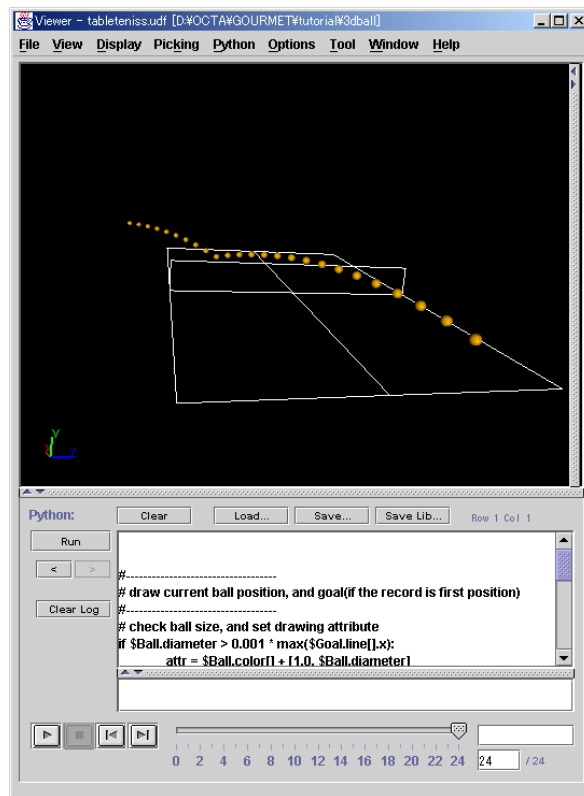 Viewer - tableteniss.udf [D:¥OCTA¥GOURMET¥tutorial¥3dball]
File View Display Picking Python Options Tool Window Help
Y
X Z
Python: Clear Load... Save... Save Lib... Row 1 Col 1
Run
< >
#-----------------------------------
# draw current ball position, and goal(if the record is first position)
#-----------------------------------
Clear Log
# check ball size, and set drawing attribute
if $Ball.diameter > 0.001 * max($Goal.line[].x):
attr = $Ball.color[] + [1.0, $Ball.diameter]
0 2 4 6 8 10 12 14 16 18 20 22 24
24 / 24